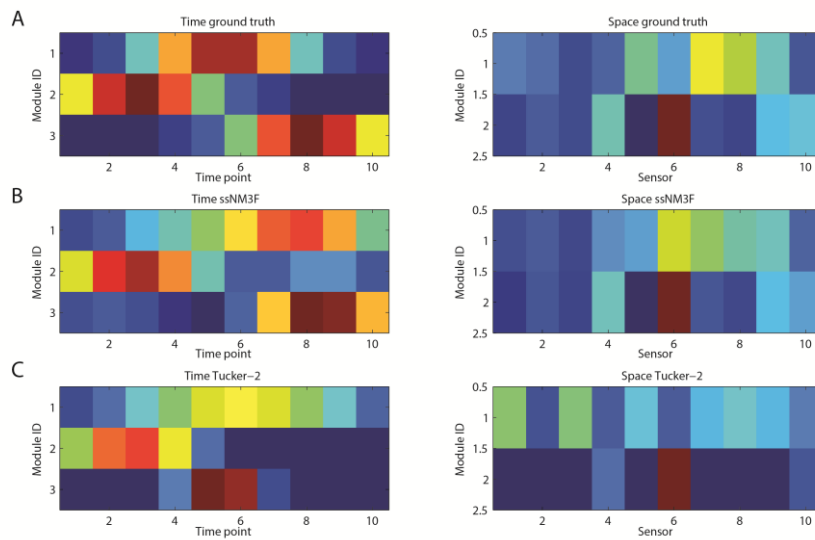 A
Time ground truth
Module ID
1
2
3
2 4 6 8 10
Time point
Space ground truth
0.5
1
1.5
2
2.5
2 4 6 8 10
Sensor
B
Time ssNM3F
Module ID
1
2
3
2 4 6 8 10
Time point
Space ssNM3F
Module ID
0.5
1
1.5
2
2.5
2 4 6 8 10
Sensor
C
Time Tucker−2
Module ID
1
2
3
2 4 6 8 10
Time point
Space Tucker−2
Module ID
0.5
1
1.5
2
2.5
2 4 6 8 10
Sensor